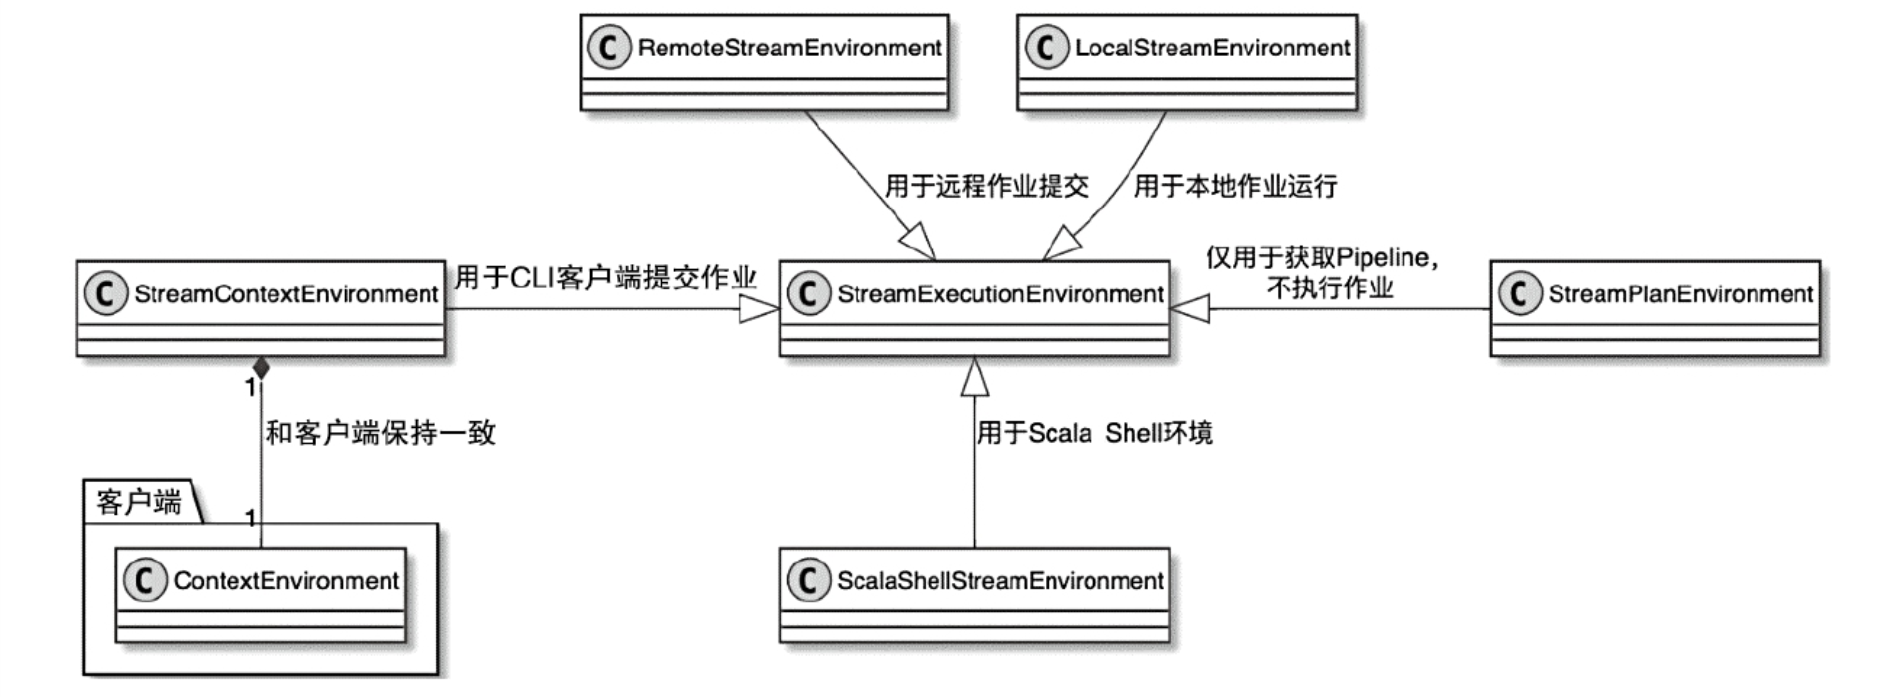 C RemoteStreamEnvironment
C LocalStreamEnvironment
用于远程作业提交
用于本地作业运行
C StreamContextEnvironment
用于CLI客户端提交作业
C StreamExecutionEnvironment
仅用于获取Pipeline，
不执行作业
C StreamPlanEnvironment
1
和客户端保持一致
用于Scala Shell环境
客户端
1
C ContextEnvironment
C ScalaShellStreamEnvironment